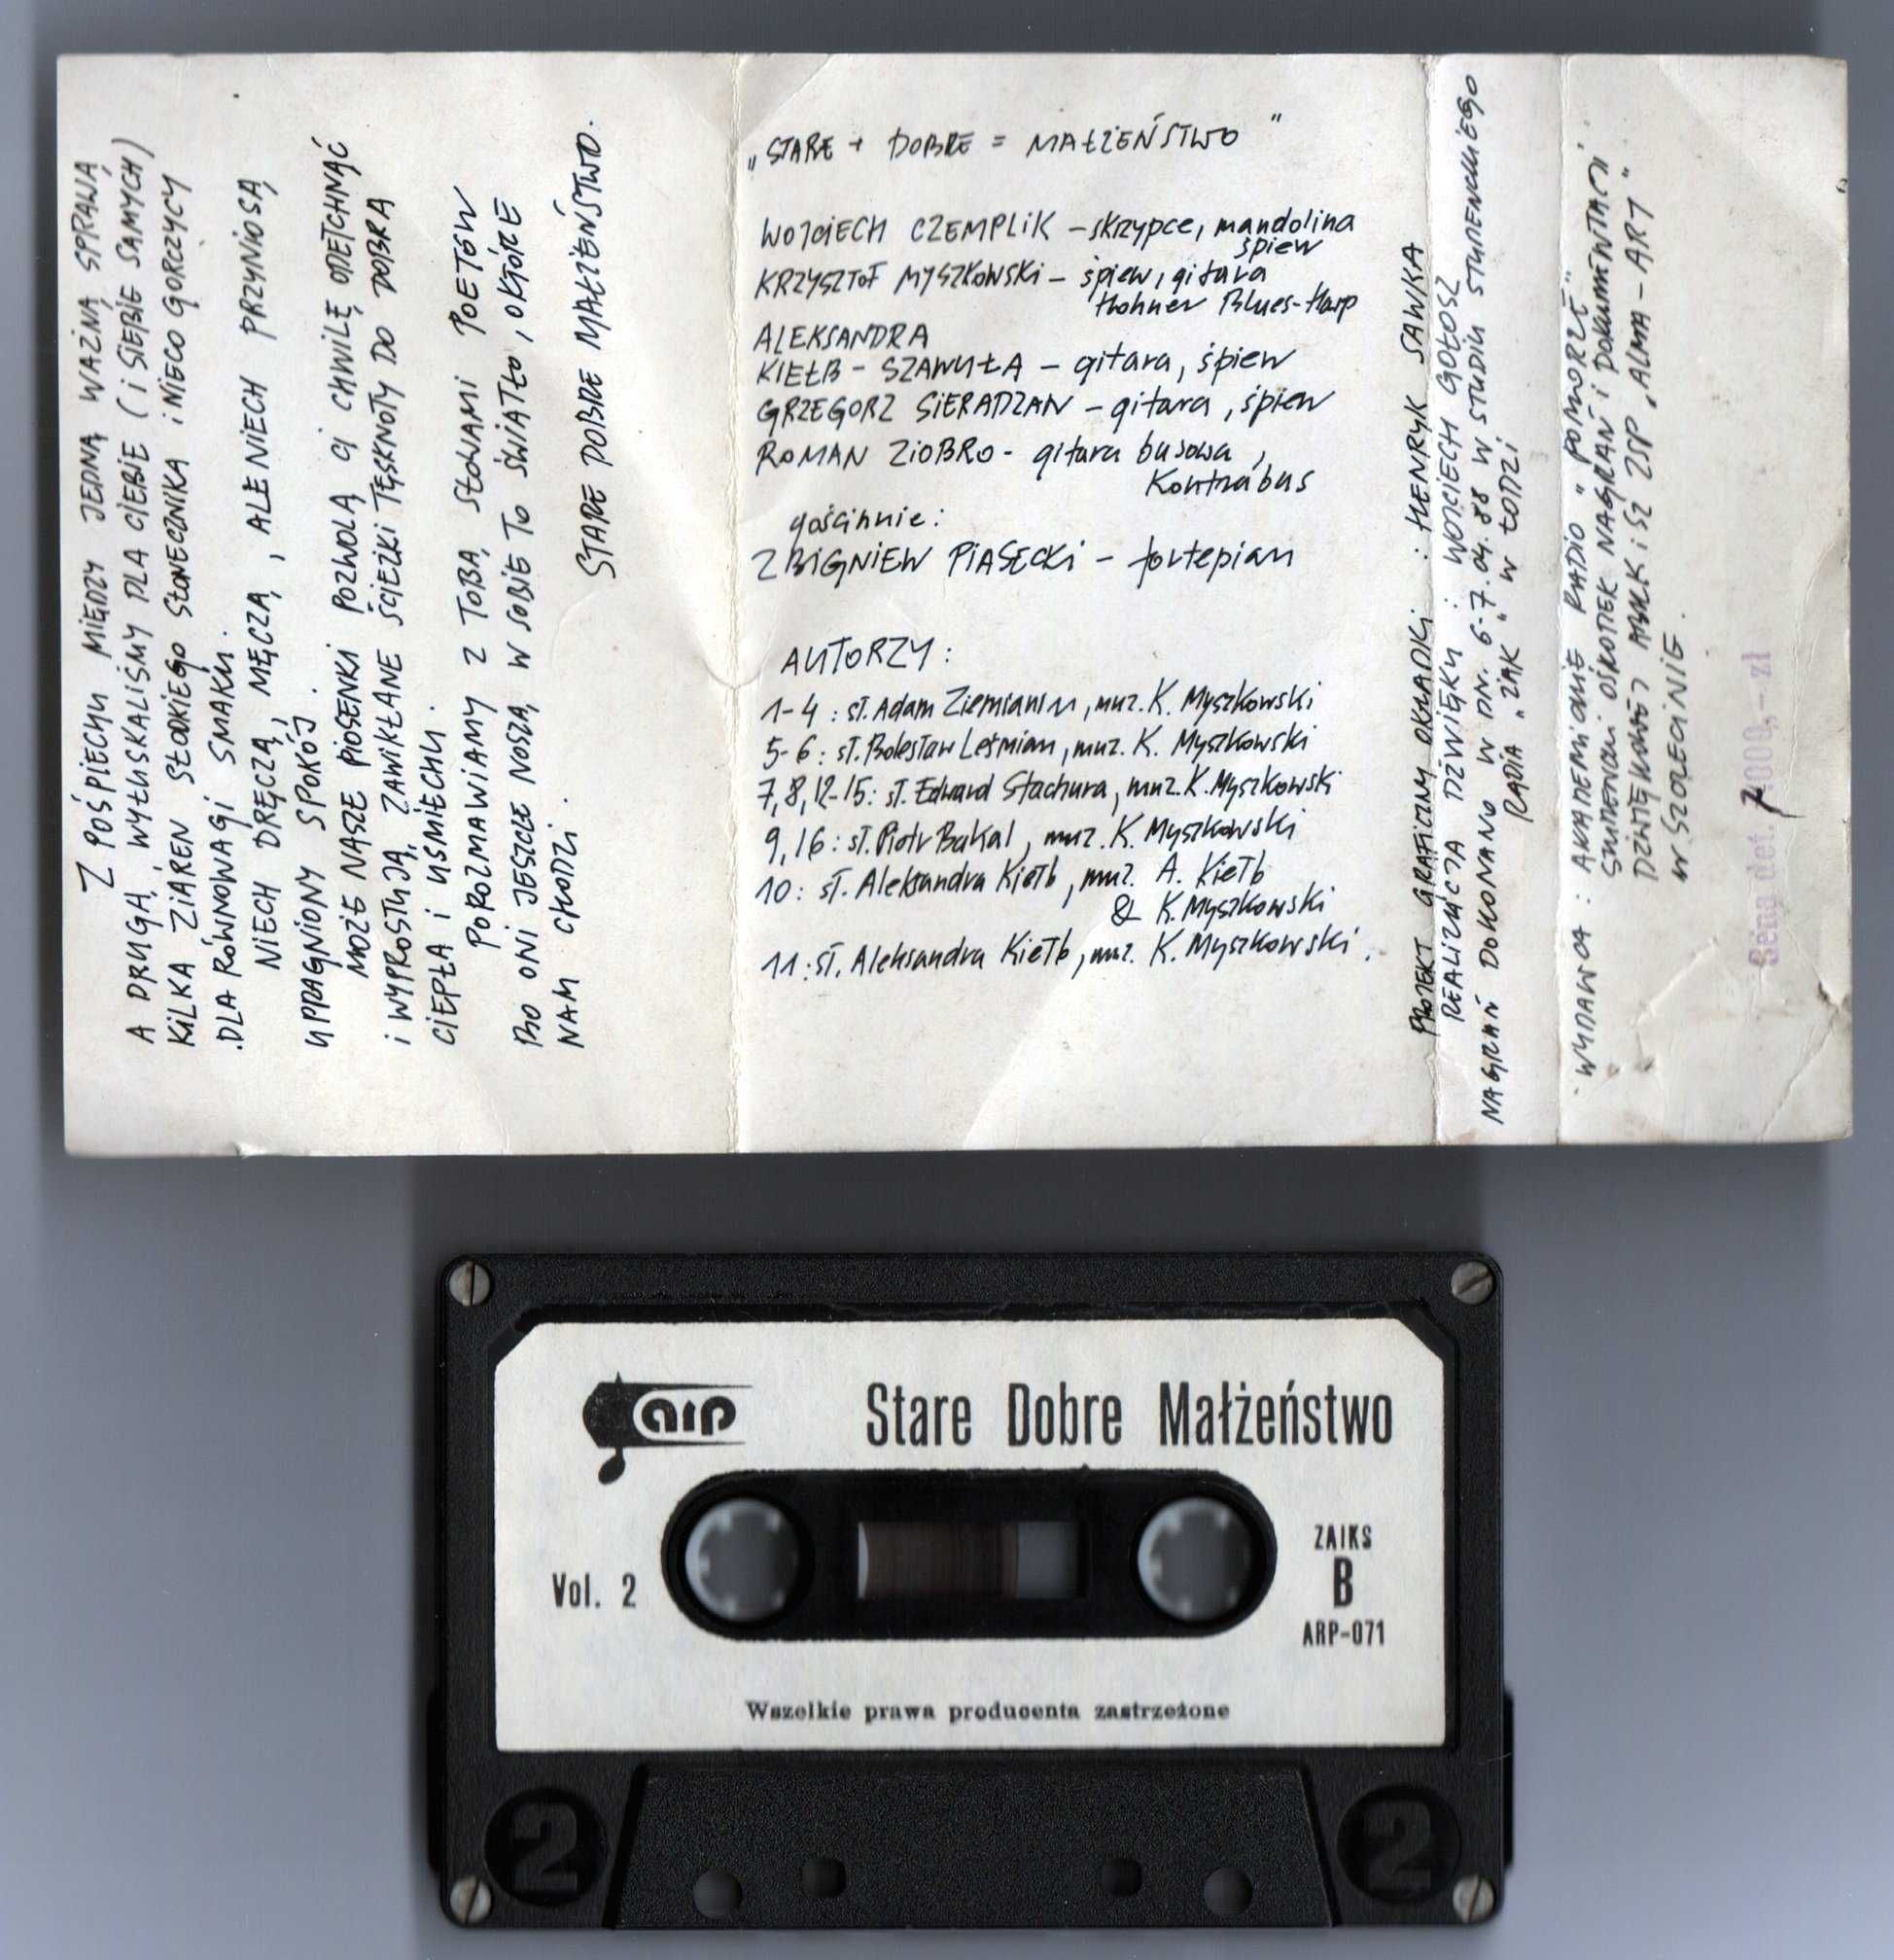 Z POŚPIECHU MIĘDZY JEDNĄ WAŻNĄ SPRAWĄ,
A DRUGĄ, WYŁUSKALIŚMY DLA CIEBIE (I SIEBIE SAMYCH)
KILKA ZIAREN SŁODKIEGO SŁONECZNIKA I NIECO GORCZYCY
.DLA RÓWNOWAGI SMAKU.
NIECH DRĘCZĄ, MĘCZĄ, ALE NIECH PRZYNIOSĄ,
UPRAGNIONY SPOKÓJ.
MOŻE NASZE PIOSENKI POZWOLĄ CI CHWILĘ ODETCHNĄĆ
I WYPROSTUJĄ, ZAWIKŁANE ŚCIEŻKI TĘSKNOTY DO DOBRA
CIEPŁA I UŚMIECHU.
POROZMAWIAMY Z TOBĄ, SŁOWAMI POETÓW
BO ONI JESZCZE NOSZĄ, W SOBIE TO ŚWIATŁO, O KTÓRE
NAM CHODZI.
STARE DOBRE MAŁŻEŃSTWO.
„STARE + DOBRE = MAŁŻEŃSTWO"
WOJCIECH CZEMPLIK – skrzypce, mandolina
śpiew
KRZYSZTOF MYSZKOWSKI – śpiew, gitara
Hohner Blues-Harp
ALEKSANDRA
KIEŁB - SZAWUŁA – gitara, śpiew
GRZEGORZ SIERADZAN – gitara, śpiew
ROMAN ZIOBRO - gitara basowa,
Kontrabas
gościnnie:
ZBIGNIEW PIASECKI – fortepian
AUTORZY:
1-4: sł. Adam Ziemianin, muz. K. Myszkowski
5-6: sł. Bolesław Leśmian, muz. K. Myszkowski
7,8,12-15: sł. Edward Stachura, muz. K. Myszkowski
9,16: sł. Piotr Bakal, muz. K. Myszkowski
10: sł. Aleksandra Kiełb, muz. A. Kiełb
& K. Myszkowski
11: sł. Aleksandra Kiełb, muz. K. Myszkowski.
PROJEKT GRAFICZNY OKŁADKI : HENRYK SAWKA
REALIZACJA DŹWIĘKU : WOJCIECH GOŁOSZ
NAGRAŃ DOKONANO W DN. 6-7.04.88 W STUDIU STUDENCKIEGO
RADIA „ŻAK" W ŁODZI
WYDAWCA : AKADEMICKIE RADIO „POMORZE"
STUDENCKI OŚRODEK NAGRAŃ I DOKUMENTACJI
DŹWIĘKOWEJ I SZ ZSP „ALMA-ART"
W SZCZECINIE.
Cena det. 000,- zł
arp
Stare Dobre Małżeństwo
Vol. 2
ZAIKS
B
ARP-071
Wszelkie prawa producenta zastrzeżone
2
2